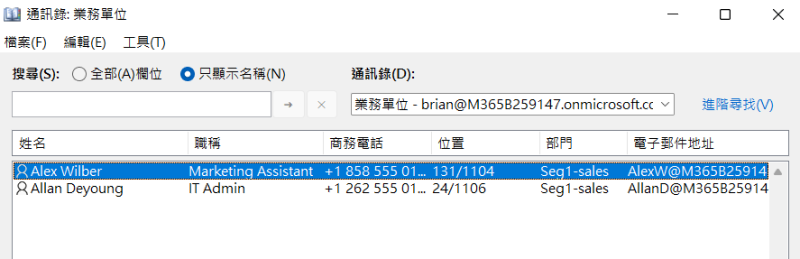 通訊錄: 業務單位
檔案(F) 編輯(E) 工具(T)
搜尋(S): 全部(A)欄位 只顯示名稱(N) 通訊錄(D):
業務單位 - brian@M365B259147.onmicrosoft.cc 進階尋找(V)
姓名 職稱 商務電話 位置 部門 電子郵件地址
Alex Wilber Marketing Assistant +1 858 555 01... 131/1104 Seg1-sales AlexW@M365B25914
Allan Deyoung IT Admin +1 262 555 01... 24/1106 Seg1-sales AllanD@M365B25914